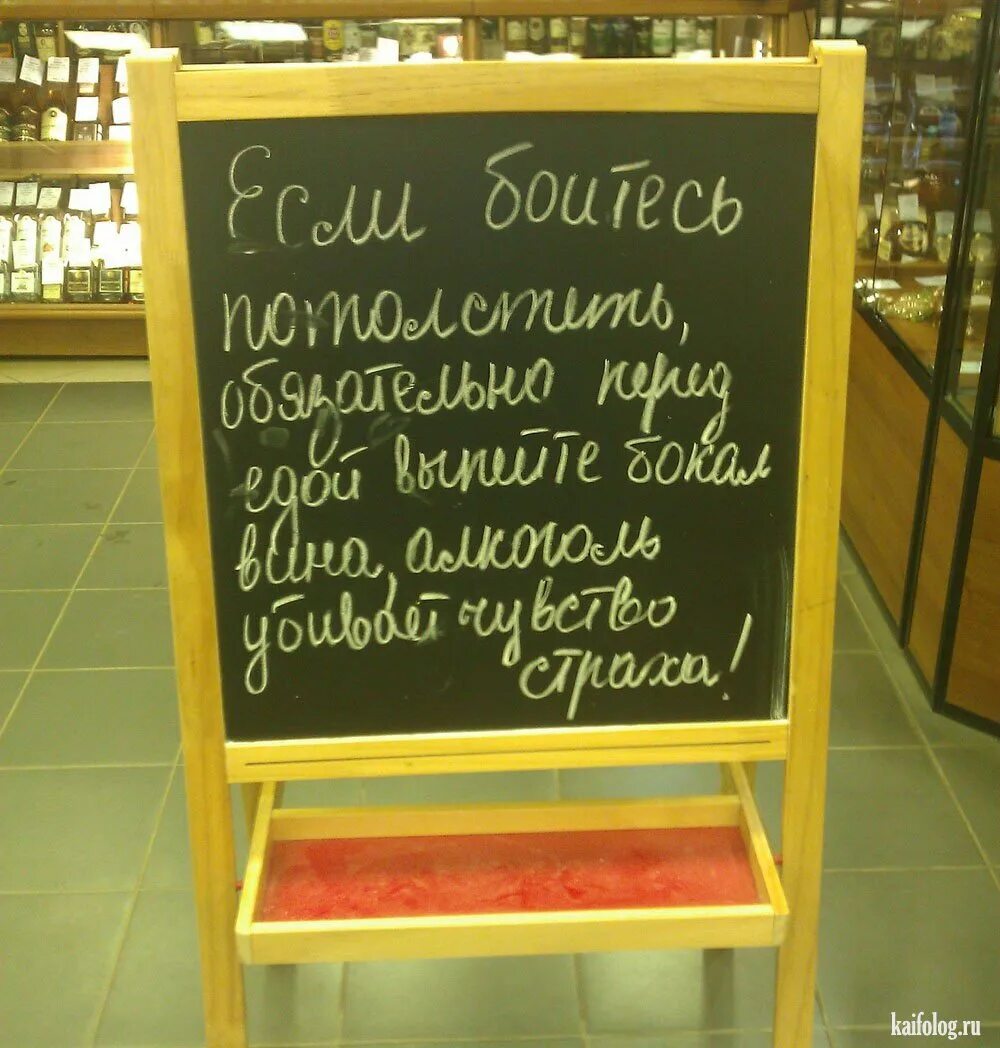 Если боитесь
потолстеть,
обязательно перед
едой выпейте бокал
вина, алкоголь
убивает чувство
страха!
kaifolog.ru